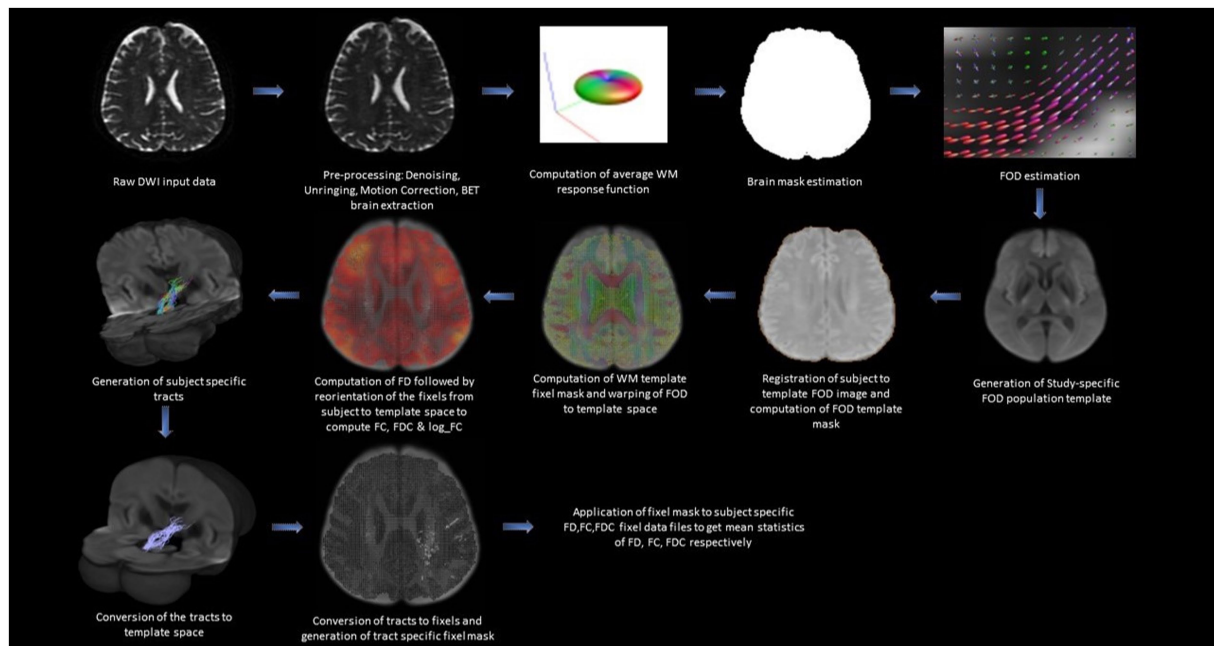 Raw DWI input data
Pre-processing: Denoising,
Unringing, Motion Correction, BET
brain extraction
Computation of average WM
response function
Brain mask estimation
FOD estimation
Generation of Study-specific
FOD population template
Registration of subject to
template FOD image and
computation of FOD template
mask
Computation of WM template
fixel mask and warping of FOD
to template space
Computation of FD followed by
reorientation of the fixels from
subject to template space to
compute FC, FDC & log_FC
Generation of subject specific
tracts
Conversion of the tracts to
template space
Conversion of tracts to fixels and
generation of tract specific fixel mask
Application of fixel mask to subject specific
FD,FC,FDC fixel data files to get mean statistics
of FD, FC, FDC respectively